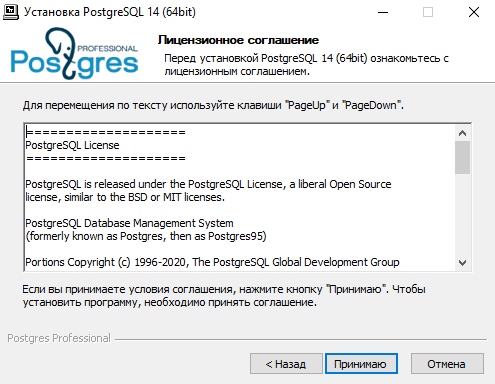 Установка PostgreSQL 14 (64bit)
PROFESSIONAL
Postgres
Лицензионное соглашение
Перед установкой PostgreSQL 14 (64bit) ознакомьтесь с
лицензионным соглашением.
Для перемещения по тексту используйте клавиши "PageUp" и "PageDown".
====================
PostgreSQL License
====================
PostgreSQL is released under the PostgreSQL License, a liberal Open Source
license, similar to the BSD or MIT licenses.
PostgreSQL Database Management System
(formerly known as Postgres, then as Postgres95)
Portions Copyright (c) 1996-2020, The PostgreSQL Global Development Group
Если вы принимаете условия соглашения, нажмите кнопку "Принимаю". Чтобы
установить программу, необходимо принять соглашение.
Postgres Professional
< Назад
Принимаю
Отмена